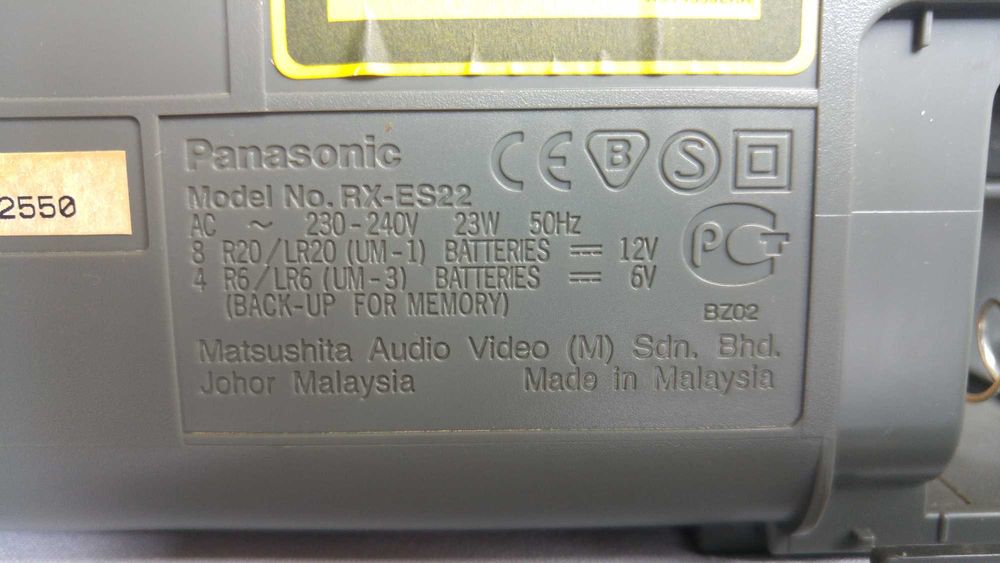 2550
Panasonic
CE B S
Model No. RX-ES22
AC ~ 230-240V 23W 50Hz
8 R20/LR20 (UM-1) BATTERIES ⎓ 12V
4 R6/LR6 (UM-3) BATTERIES ⎓ 6V
(BACK-UP FOR MEMORY)
PCT
BZ02
Matsushita Audio Video (M) Sdn. Bhd.
Johor Malaysia Made in Malaysia